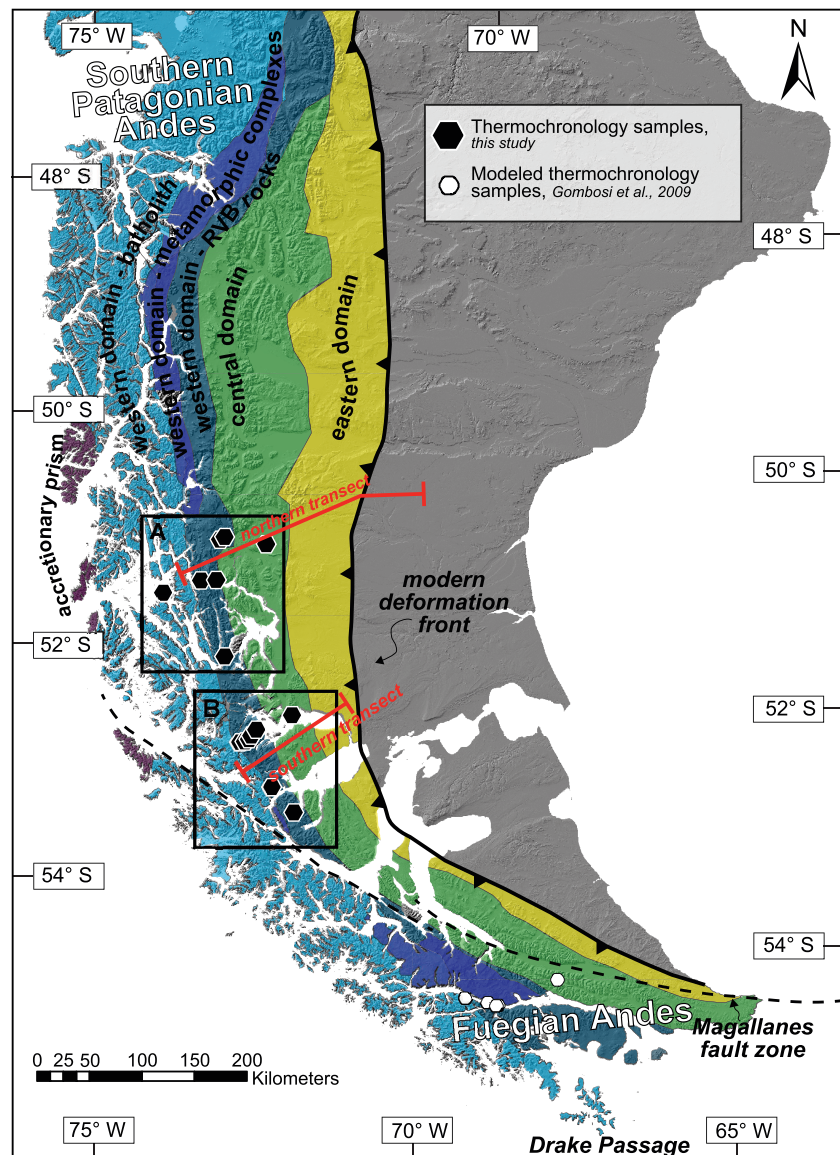 75° W
70° W
N
Southern
Patagonian
Andes
Thermochronology samples,
this study
Modeled thermochronology
samples, Gombosi et al., 2009
48° S
48° S
western domain - batholith
western domain - metamorphic complexes
western domain - RVB rocks
central domain
eastern domain
50° S
50° S
accretionary prism
northern transect
A
modern
deformation
front
52° S
52° S
B
southern transect
54° S
54° S
Fuegian Andes
Magallanes
fault zone
0 25 50 100 150 200
Kilometers
75° W
70° W
65° W
Drake Passage